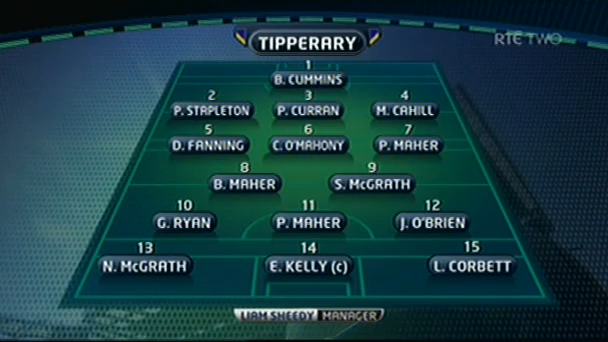 TIPPERARY
RTÉ TWO
1
B. CUMMINS
2 3 4
P. STAPLETON P. CURRAN M. CAHILL
5 6 7
D. FANNING C. O'MAHONY P. MAHER
8 9
B. MAHER S. McGRATH
10 11 12
G. RYAN P. MAHER J. O'BRIEN
13 14 15
N. McGRATH E. KELLY (c) L. CORBETT
LIAM SHEEDY MANAGER